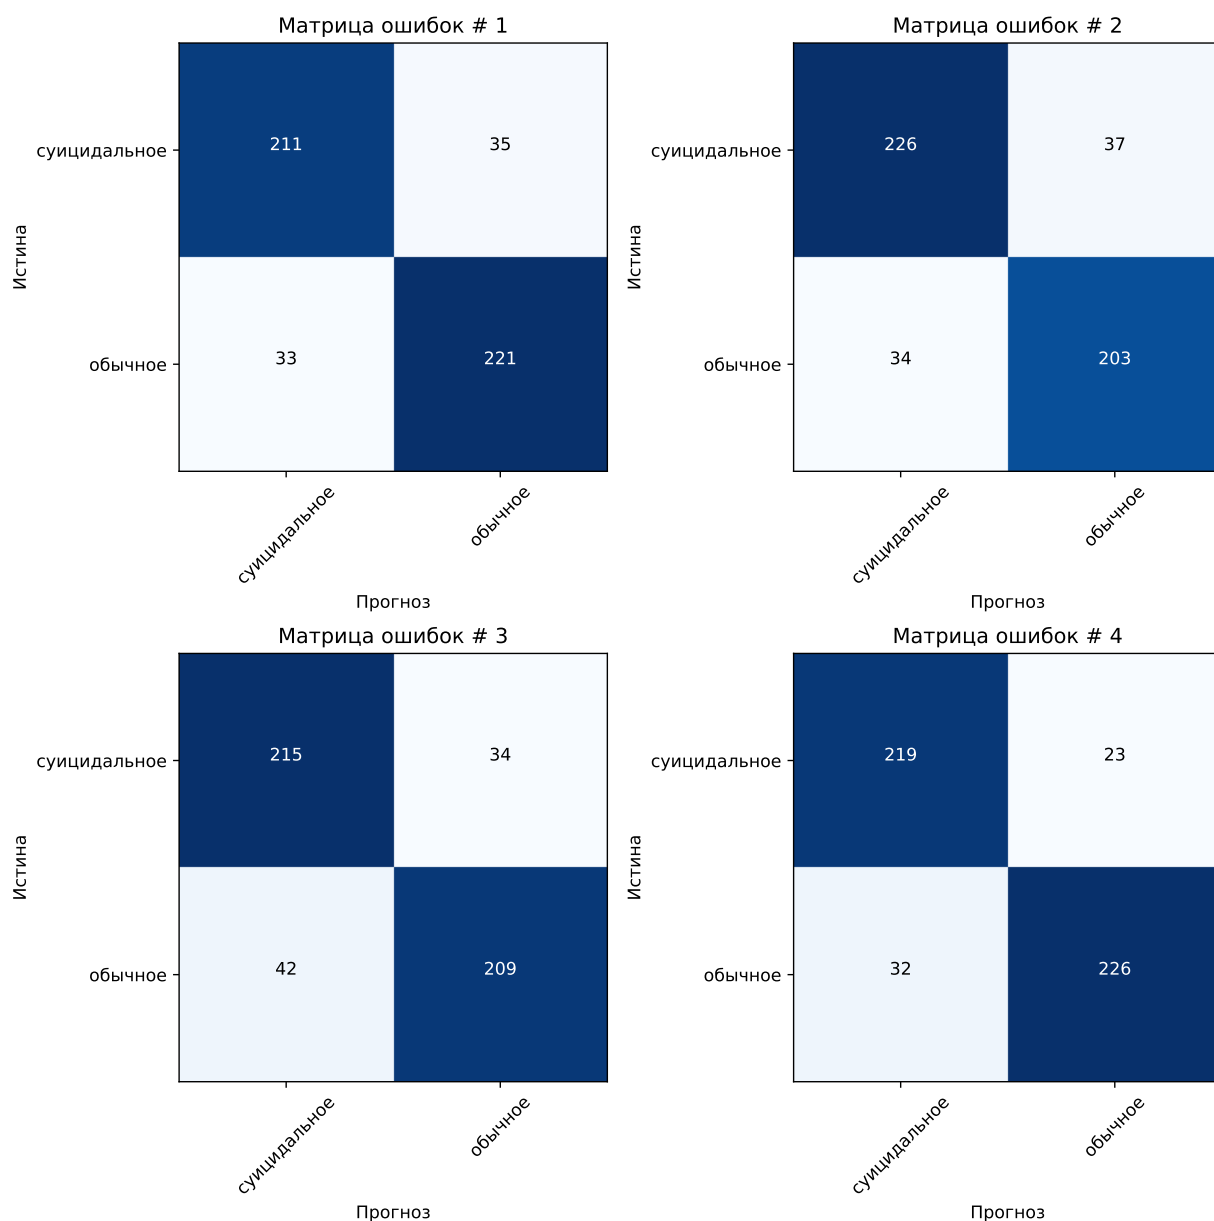 Матрица ошибок # 1
Истина
суицидальное
211
35
обычное
33
221
суицидальное
обычное
Прогноз
Матрица ошибок # 2
Истина
суицидальное
226
37
обычное
34
203
суицидальное
обычное
Прогноз
Матрица ошибок # 3
Истина
суицидальное
215
34
обычное
42
209
суицидальное
обычное
Прогноз
Матрица ошибок # 4
Истина
суицидальное
219
23
обычное
32
226
суицидальное
обычное
Прогноз